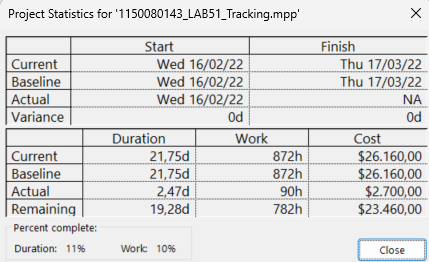 Project Statistics for '1150080143_LAB51_Tracking.mpp'
Start Finish
Current Wed 16/02/22 Thu 17/03/22
Baseline Wed 16/02/22 Thu 17/03/22
Actual Wed 16/02/22 NA
Variance 0d 0d
Duration Work Cost
Current 21,75d 872h $26.160,00
Baseline 21,75d 872h $26.160,00
Actual 2,47d 90h $2.700,00
Remaining 19,28d 782h $23.460,00
Percent complete:
Duration: 11% Work: 10%
Close